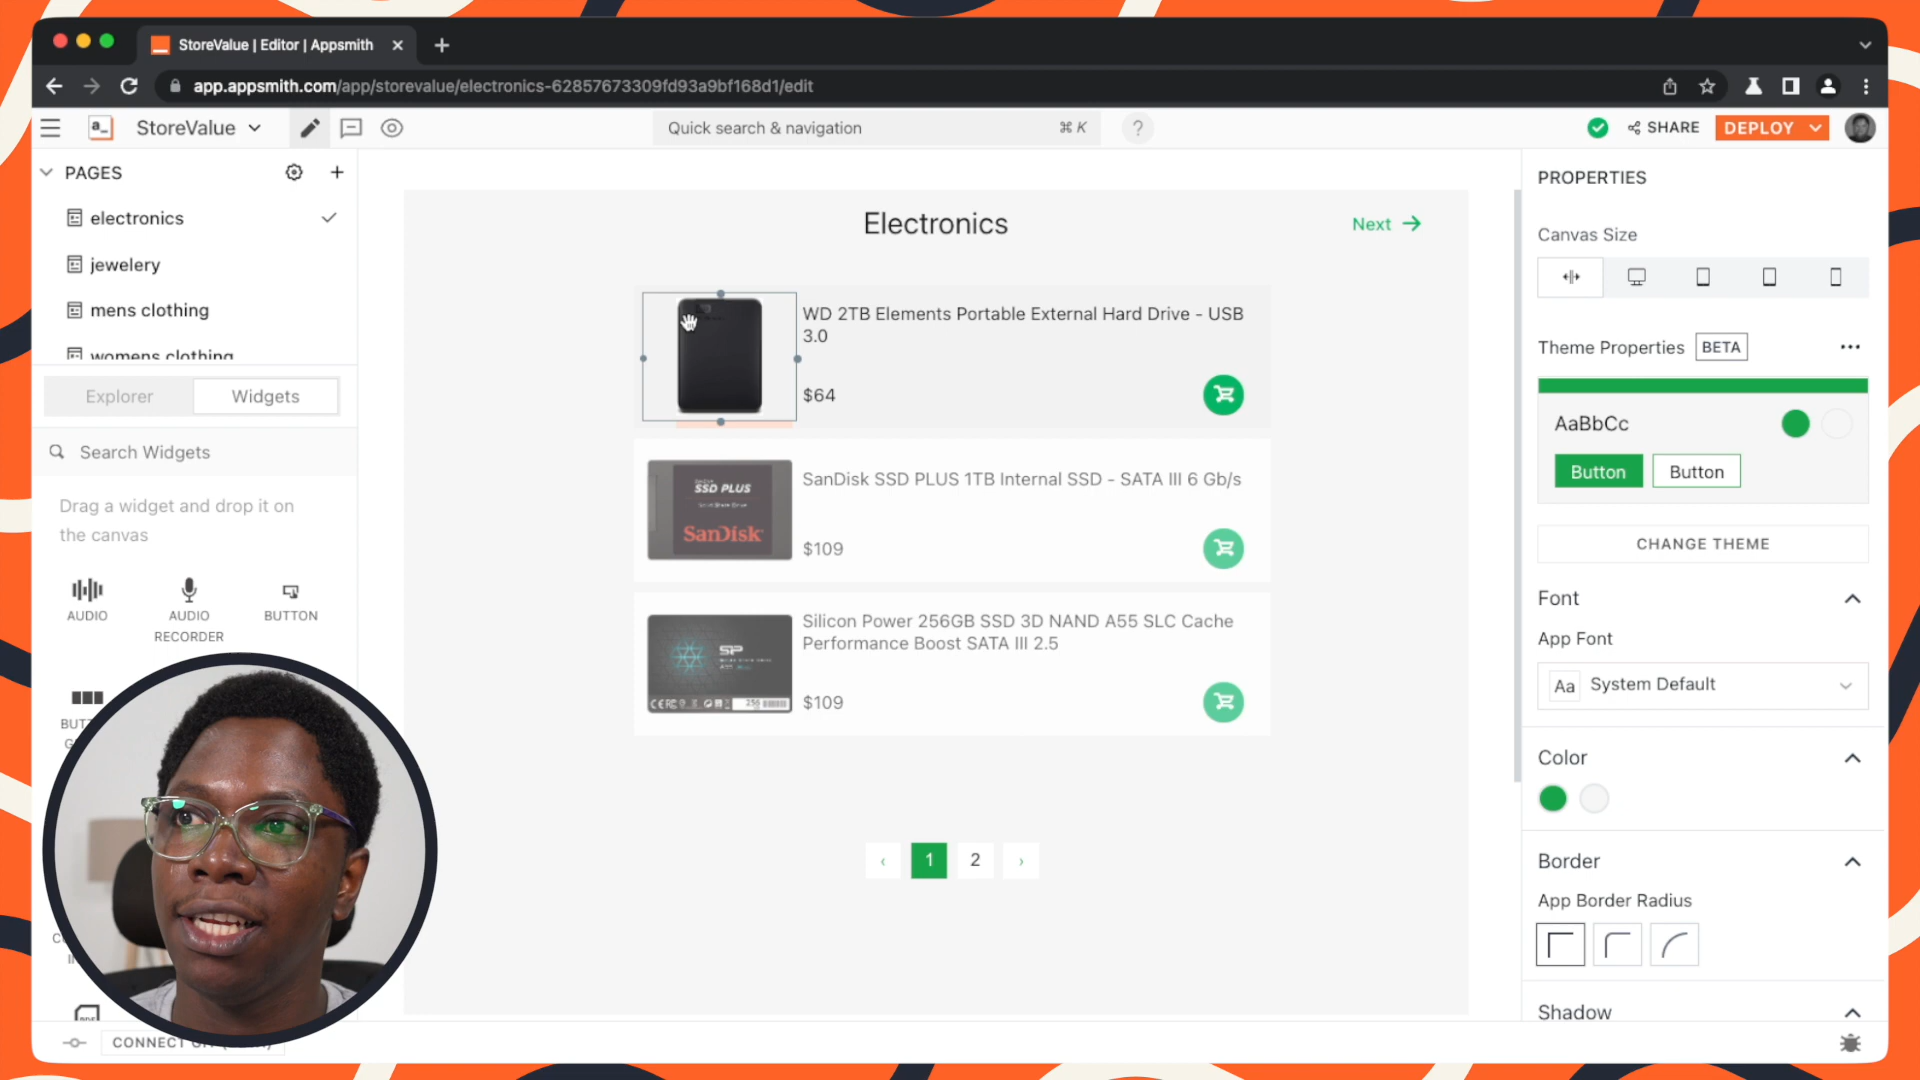 StoreValue | Editor | Appsmith
app.appsmith.com/app/storevalue/electronics-62857673309fd93a9bf168d1/edit
StoreValue
Quick search & navigation
⌘ K
?
SHARE
DEPLOY
PAGES
electronics
jewelery
mens clothing
womens clothing
Explorer
Widgets
Search Widgets
Drag a widget and drop it on
the canvas
AUDIO
AUDIO
RECORDER
BUTTON
Electronics
Next
WD 2TB Elements Portable External Hard Drive - USB
3.0
$64
SSD PLUS
SanDisk
SanDisk SSD PLUS 1TB Internal SSD - SATA III 6 Gb/s
$109
SP
256
Silicon Power 256GB SSD 3D NAND A55 SLC Cache
Performance Boost SATA III 2.5
$109
1
2
PROPERTIES
Canvas Size
Theme Properties
BETA
AaBbCc
Button
Button
CHANGE THEME
Font
App Font
Aa
System Default
Color
Border
App Border Radius
Shadow
CONNECT